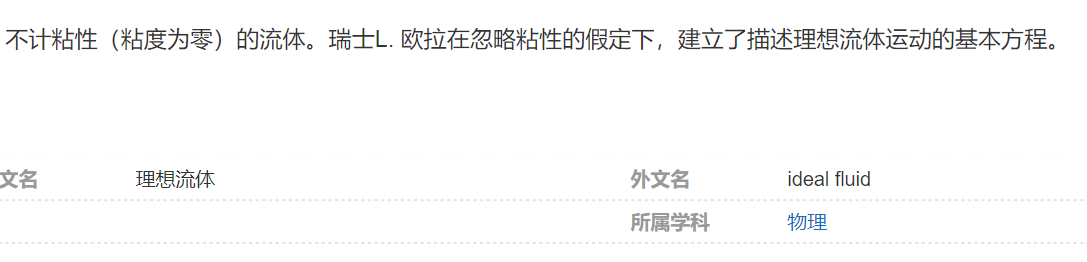 不计粘性（粘度为零）的流体。瑞士L. 欧拉在忽略粘性的假定下，建立了描述理想流体运动的基本方程。
文名 理想流体 外文名 ideal fluid
所属学科 物理